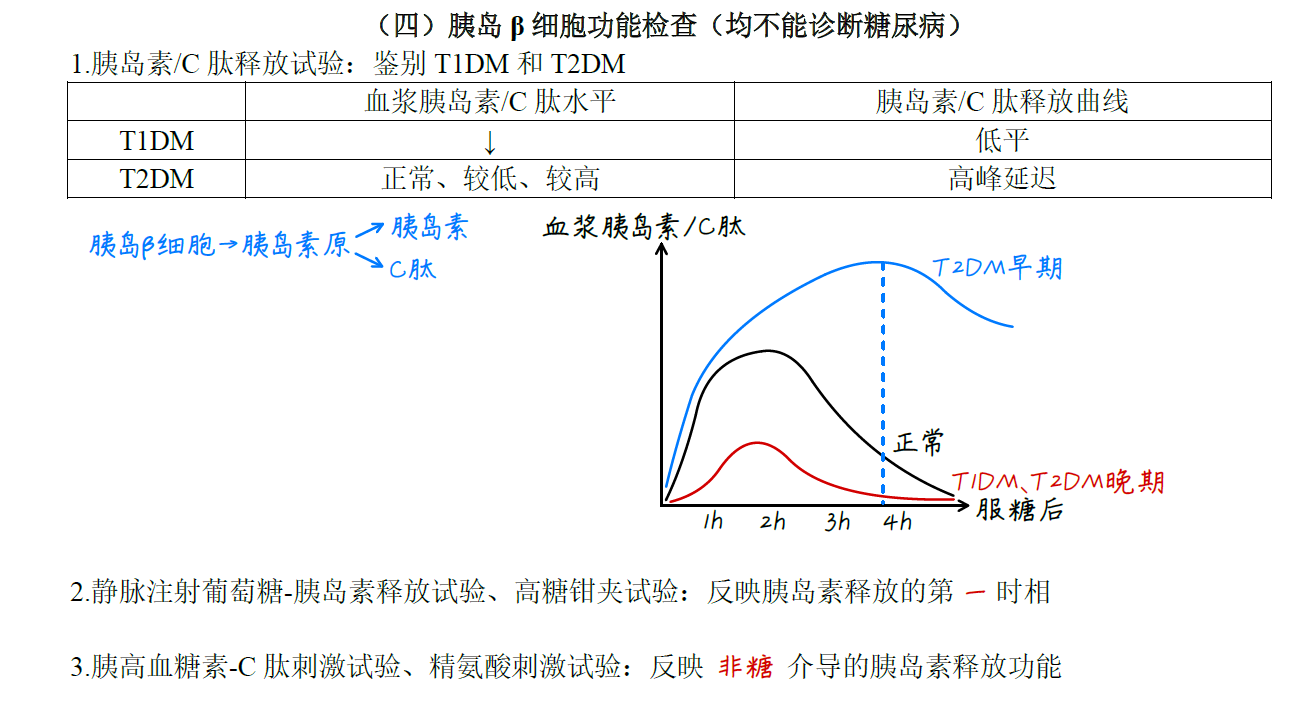 （四）胰岛 β 细胞功能检查（均不能诊断糖尿病）
1.胰岛素/C 肽释放试验：鉴别 T1DM 和 T2DM
血浆胰岛素/C 肽水平 胰岛素/C 肽释放曲线
T1DM ↓ 低平
T2DM 正常、较低、较高 高峰延迟
胰岛β细胞→胰岛素原
胰岛素
C肽
血浆胰岛素/C肽
T2DM早期
正常
T1DM、T2DM晚期
1h 2h 3h 4h 服糖后
2.静脉注射葡萄糖-胰岛素释放试验、高糖钳夹试验：反映胰岛素释放的第 一 时相
3.胰高血糖素-C 肽刺激试验、精氨酸刺激试验：反映 非糖 介导的胰岛素释放功能